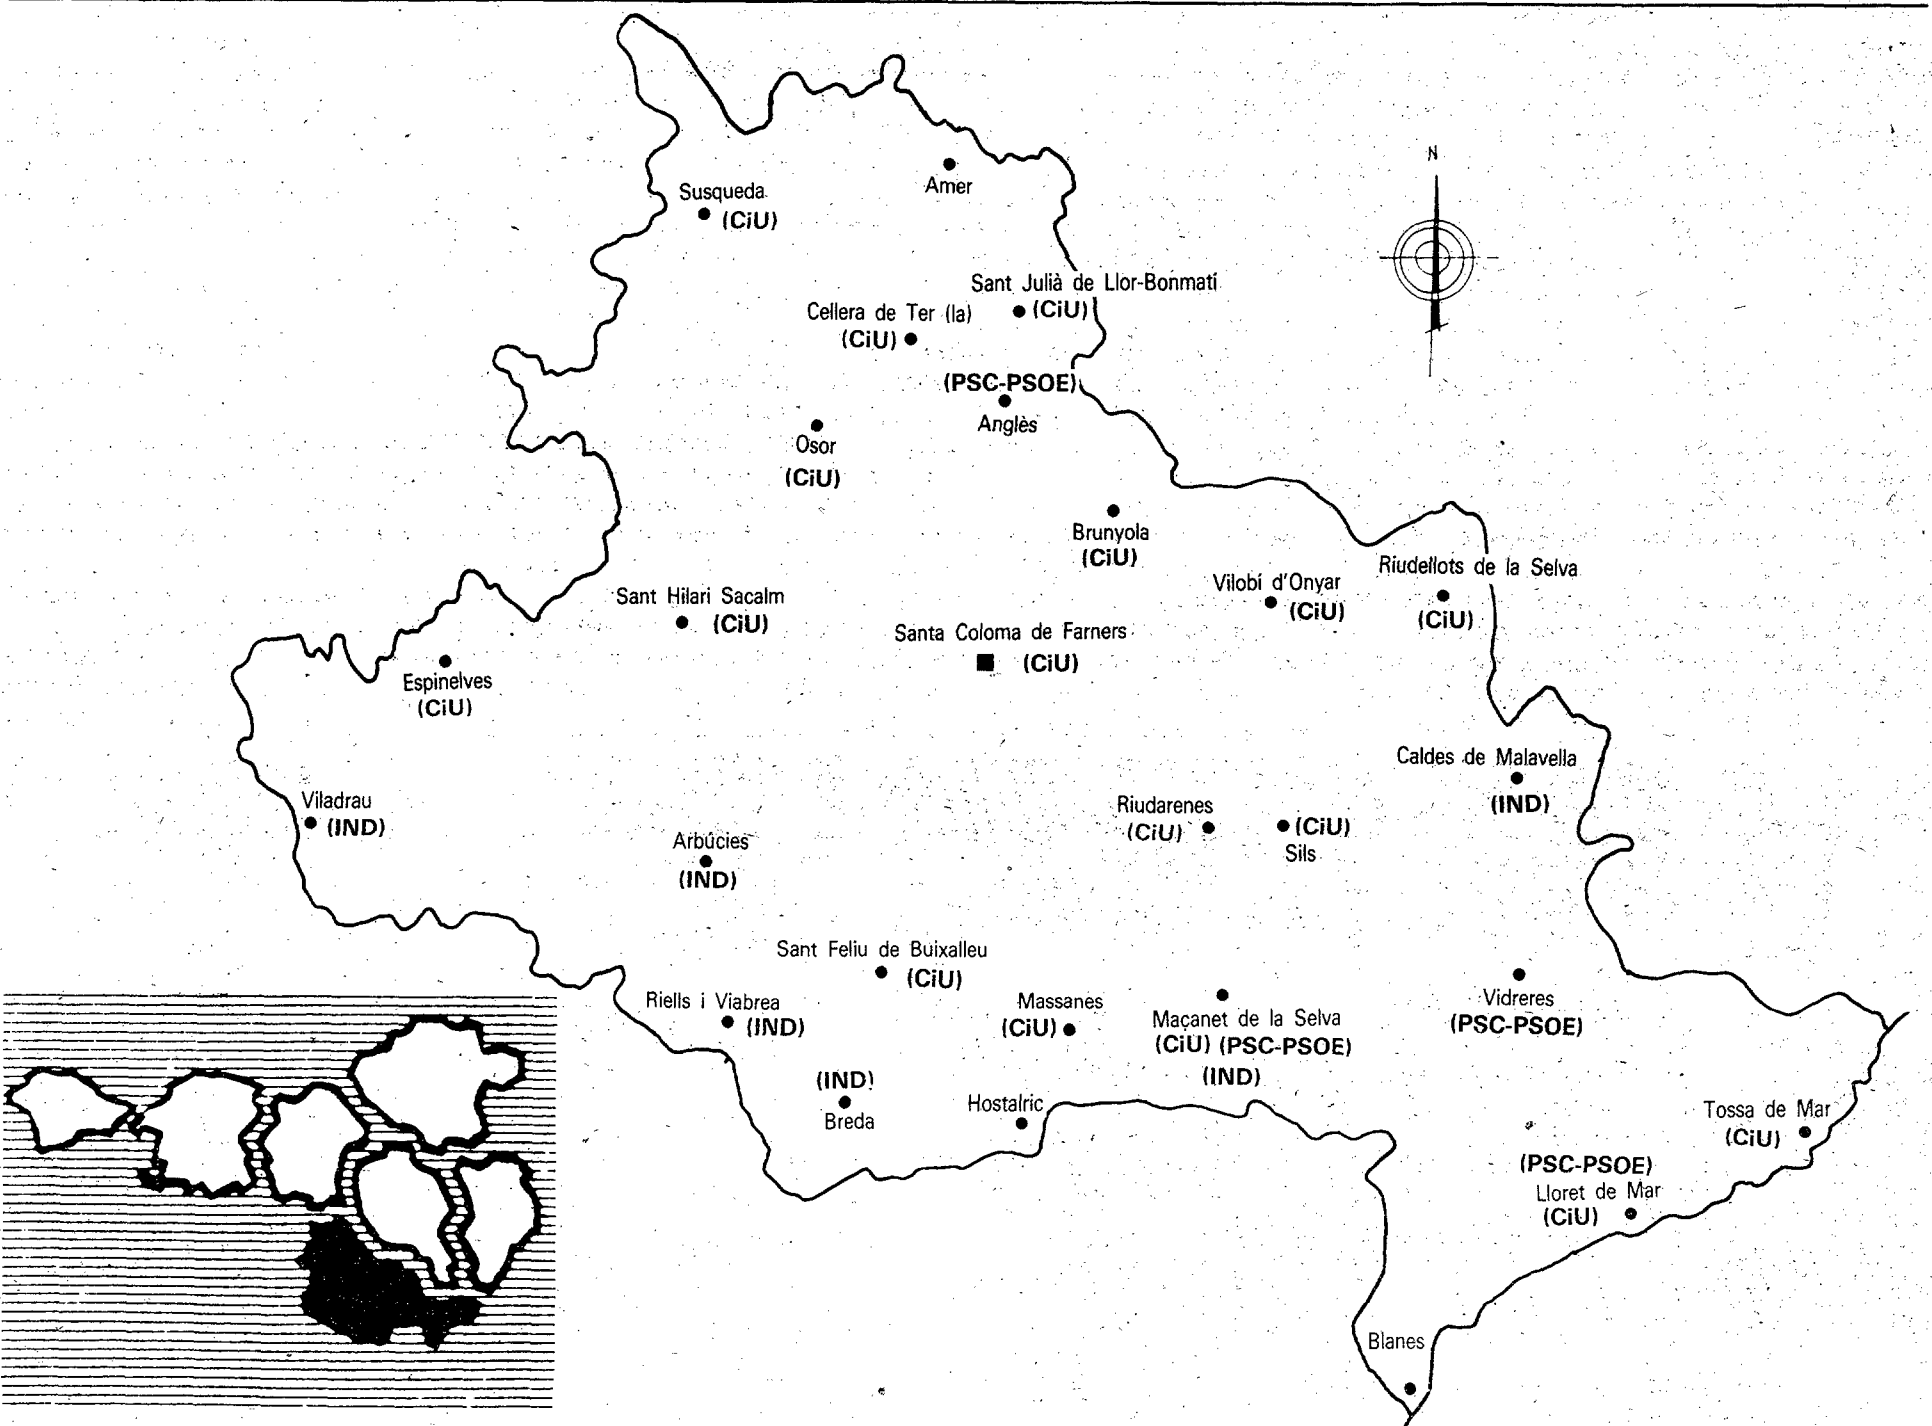 N
Amer
Susqueda
(CiU)
Sant Julià de Llor-Bonmatí
(CiU)
Cellera de Ter (la)
(CiU)
(PSC-PSOE)
Anglès
Osor
(CiU)
Brunyola
(CiU)
Riudellots de la Selva
(CiU)
Vilobí d'Onyar
(CiU)
Sant Hilari Sacalm
(CiU)
Santa Coloma de Farners
(CiU)
Espinelves
(CiU)
Caldes de Malavella
(IND)
Viladrau
(IND)
Riudarenes
(CiU)
(CiU)
Sils
Arbúcies
(IND)
Sant Feliu de Buixalleu
(CiU)
Riells i Viabrea
(IND)
Massanes
(CiU)
Maçanet de la Selva
(CiU) (PSC-PSOE)
(IND)
Vidreres
(PSC-PSOE)
(IND)
Breda
Hostalric
Tossa de Mar
(CiU)
(PSC-PSOE)
Lloret de Mar
(CiU)
Blanes